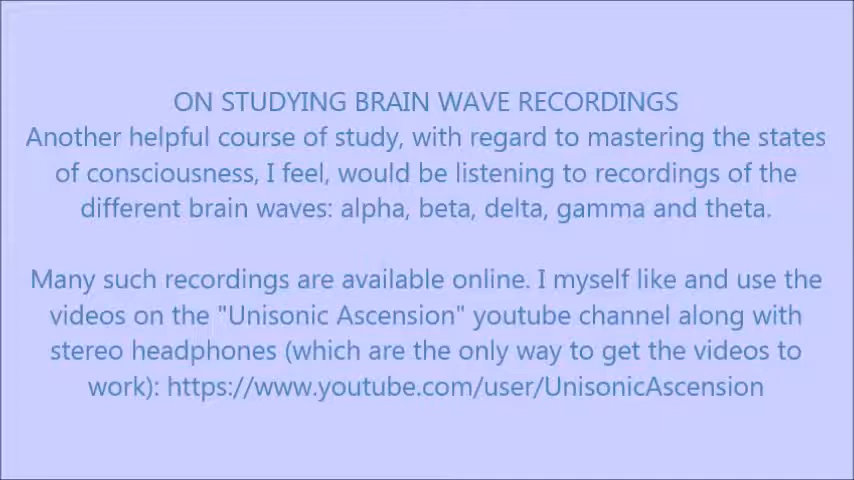 ON STUDYING BRAIN WAVE RECORDINGS
Another helpful course of study, with regard to mastering the states
of consciousness, I feel, would be listening to recordings of the
different brain waves: alpha, beta, delta, gamma and theta.
Many such recordings are available online. I myself like and use the
videos on the "Unisonic Ascension" youtube channel along with
stereo headphones (which are the only way to get the videos to
work): https://www.youtube.com/user/UnisonicAscension